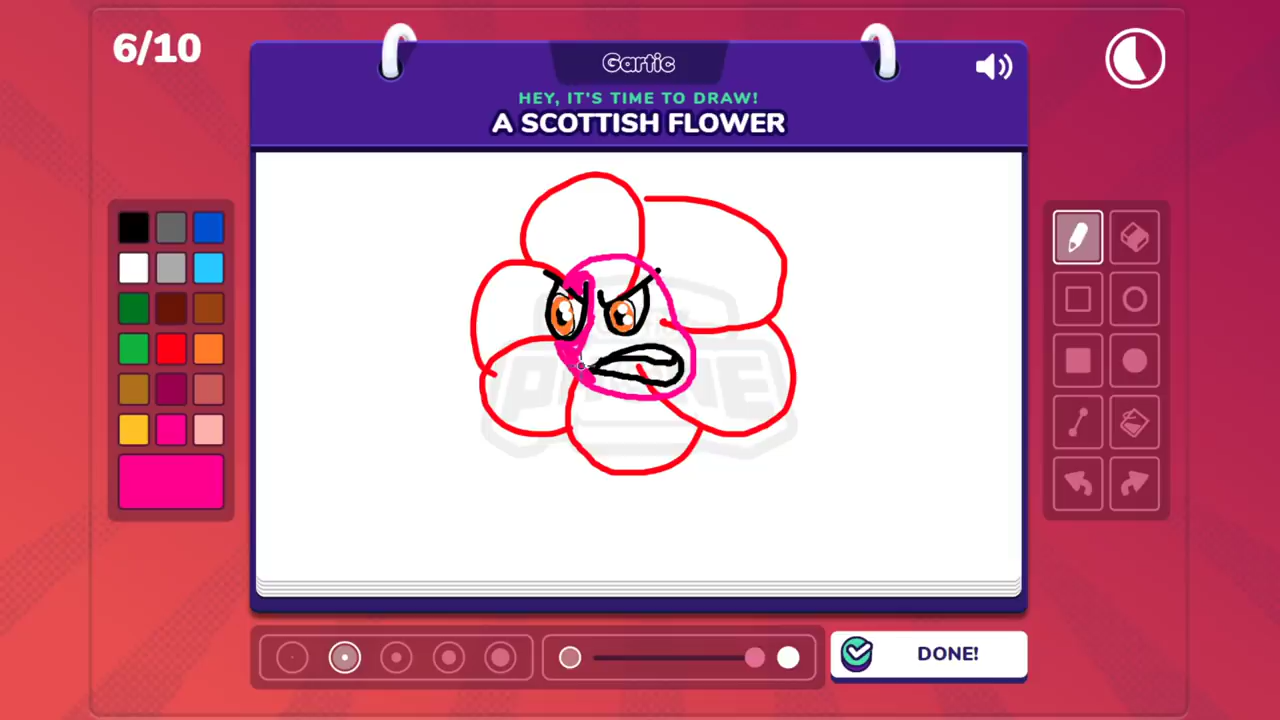 6/10
Gartic
HEY, IT'S TIME TO DRAW!
A SCOTTISH FLOWER
DONE!